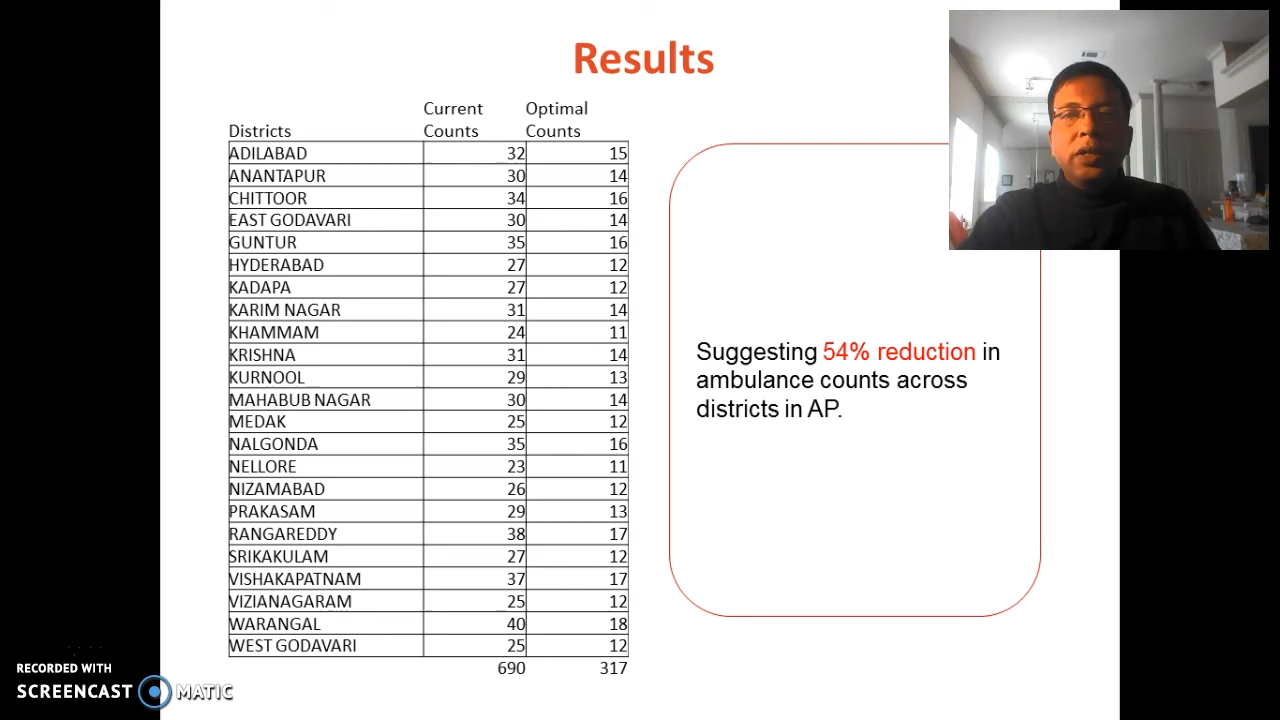 Results
Current Optimal
Districts Counts Counts
ADILABAD 32 15
ANANTAPUR 30 14
CHITTOOR 34 16
EAST GODAVARI 30 14
GUNTUR 35 16
HYDERABAD 27 12
KADAPA 27 12
KARIM NAGAR 31 14
KHAMMAM 24 11
KRISHNA 31 14
KURNOOL 29 13
MAHABUB NAGAR 30 14
MEDAK 25 12
NALGONDA 35 16
NELLORE 23 11
NIZAMABAD 26 12
PRAKASAM 29 13
RANGAREDDY 38 17
SRIKAKULAM 27 12
VISHAKAPATNAM 37 17
VIZIANAGARAM 25 12
WARANGAL 40 18
WEST GODAVARI 25 12
690 317
Suggesting 54% reduction in
ambulance counts across
districts in AP.
RECORDED WITH
SCREENCAST MATIC